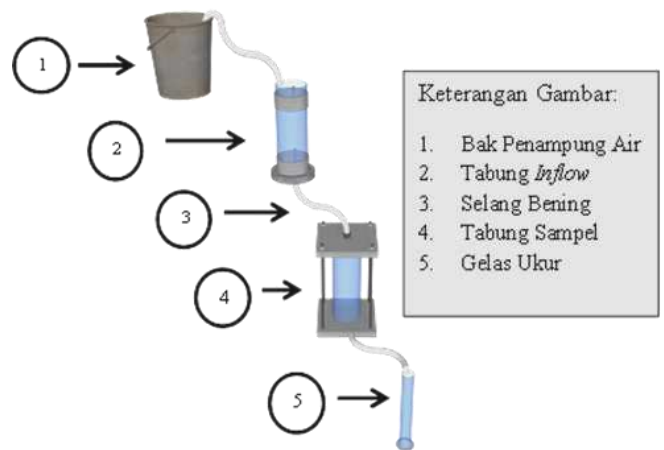 1
2
3
4
5
Keterangan Gambar:
1. Bak Penampung Air
2. Tabung Inflow
3. Selang Bening
4. Tabung Sampel
5. Gelas Ukur